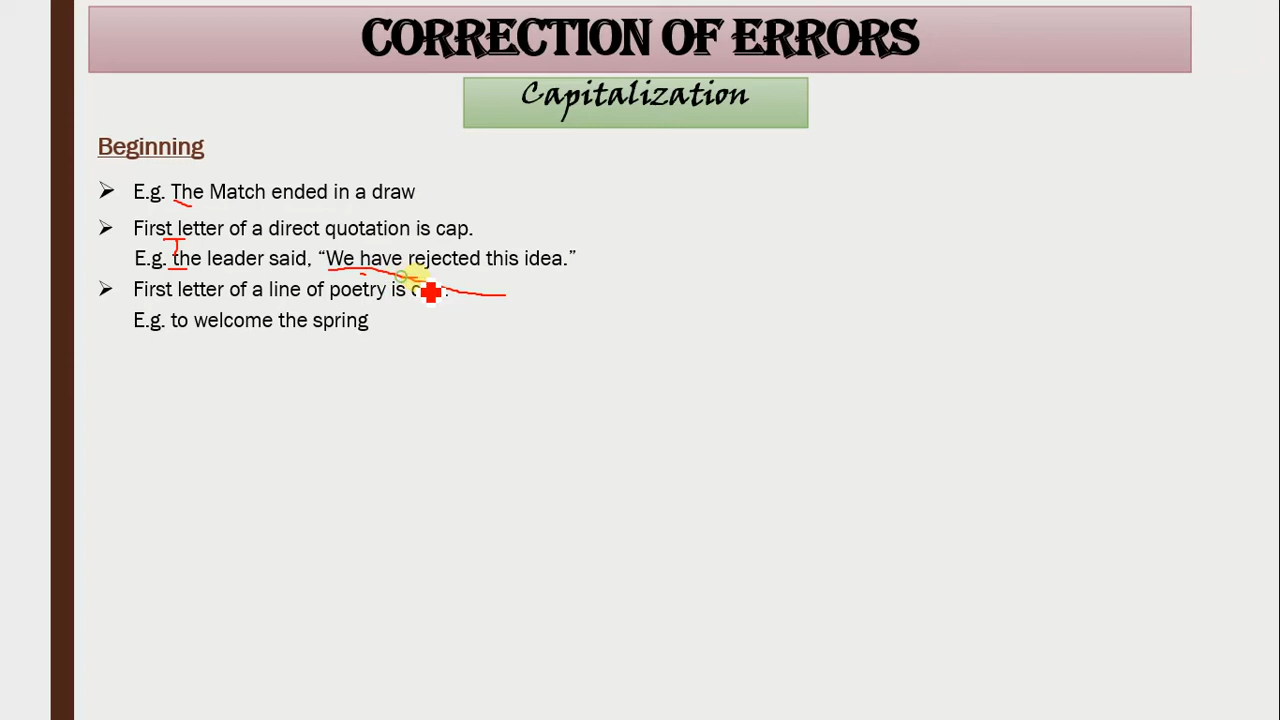 CORRECTION OF ERRORS
Capitalization
Beginning
E.g. The Match ended in a draw
First letter of a direct quotation is cap.
T
E.g. the leader said, “We have rejected this idea.”
First letter of a line of poetry is
E.g. to welcome the spring